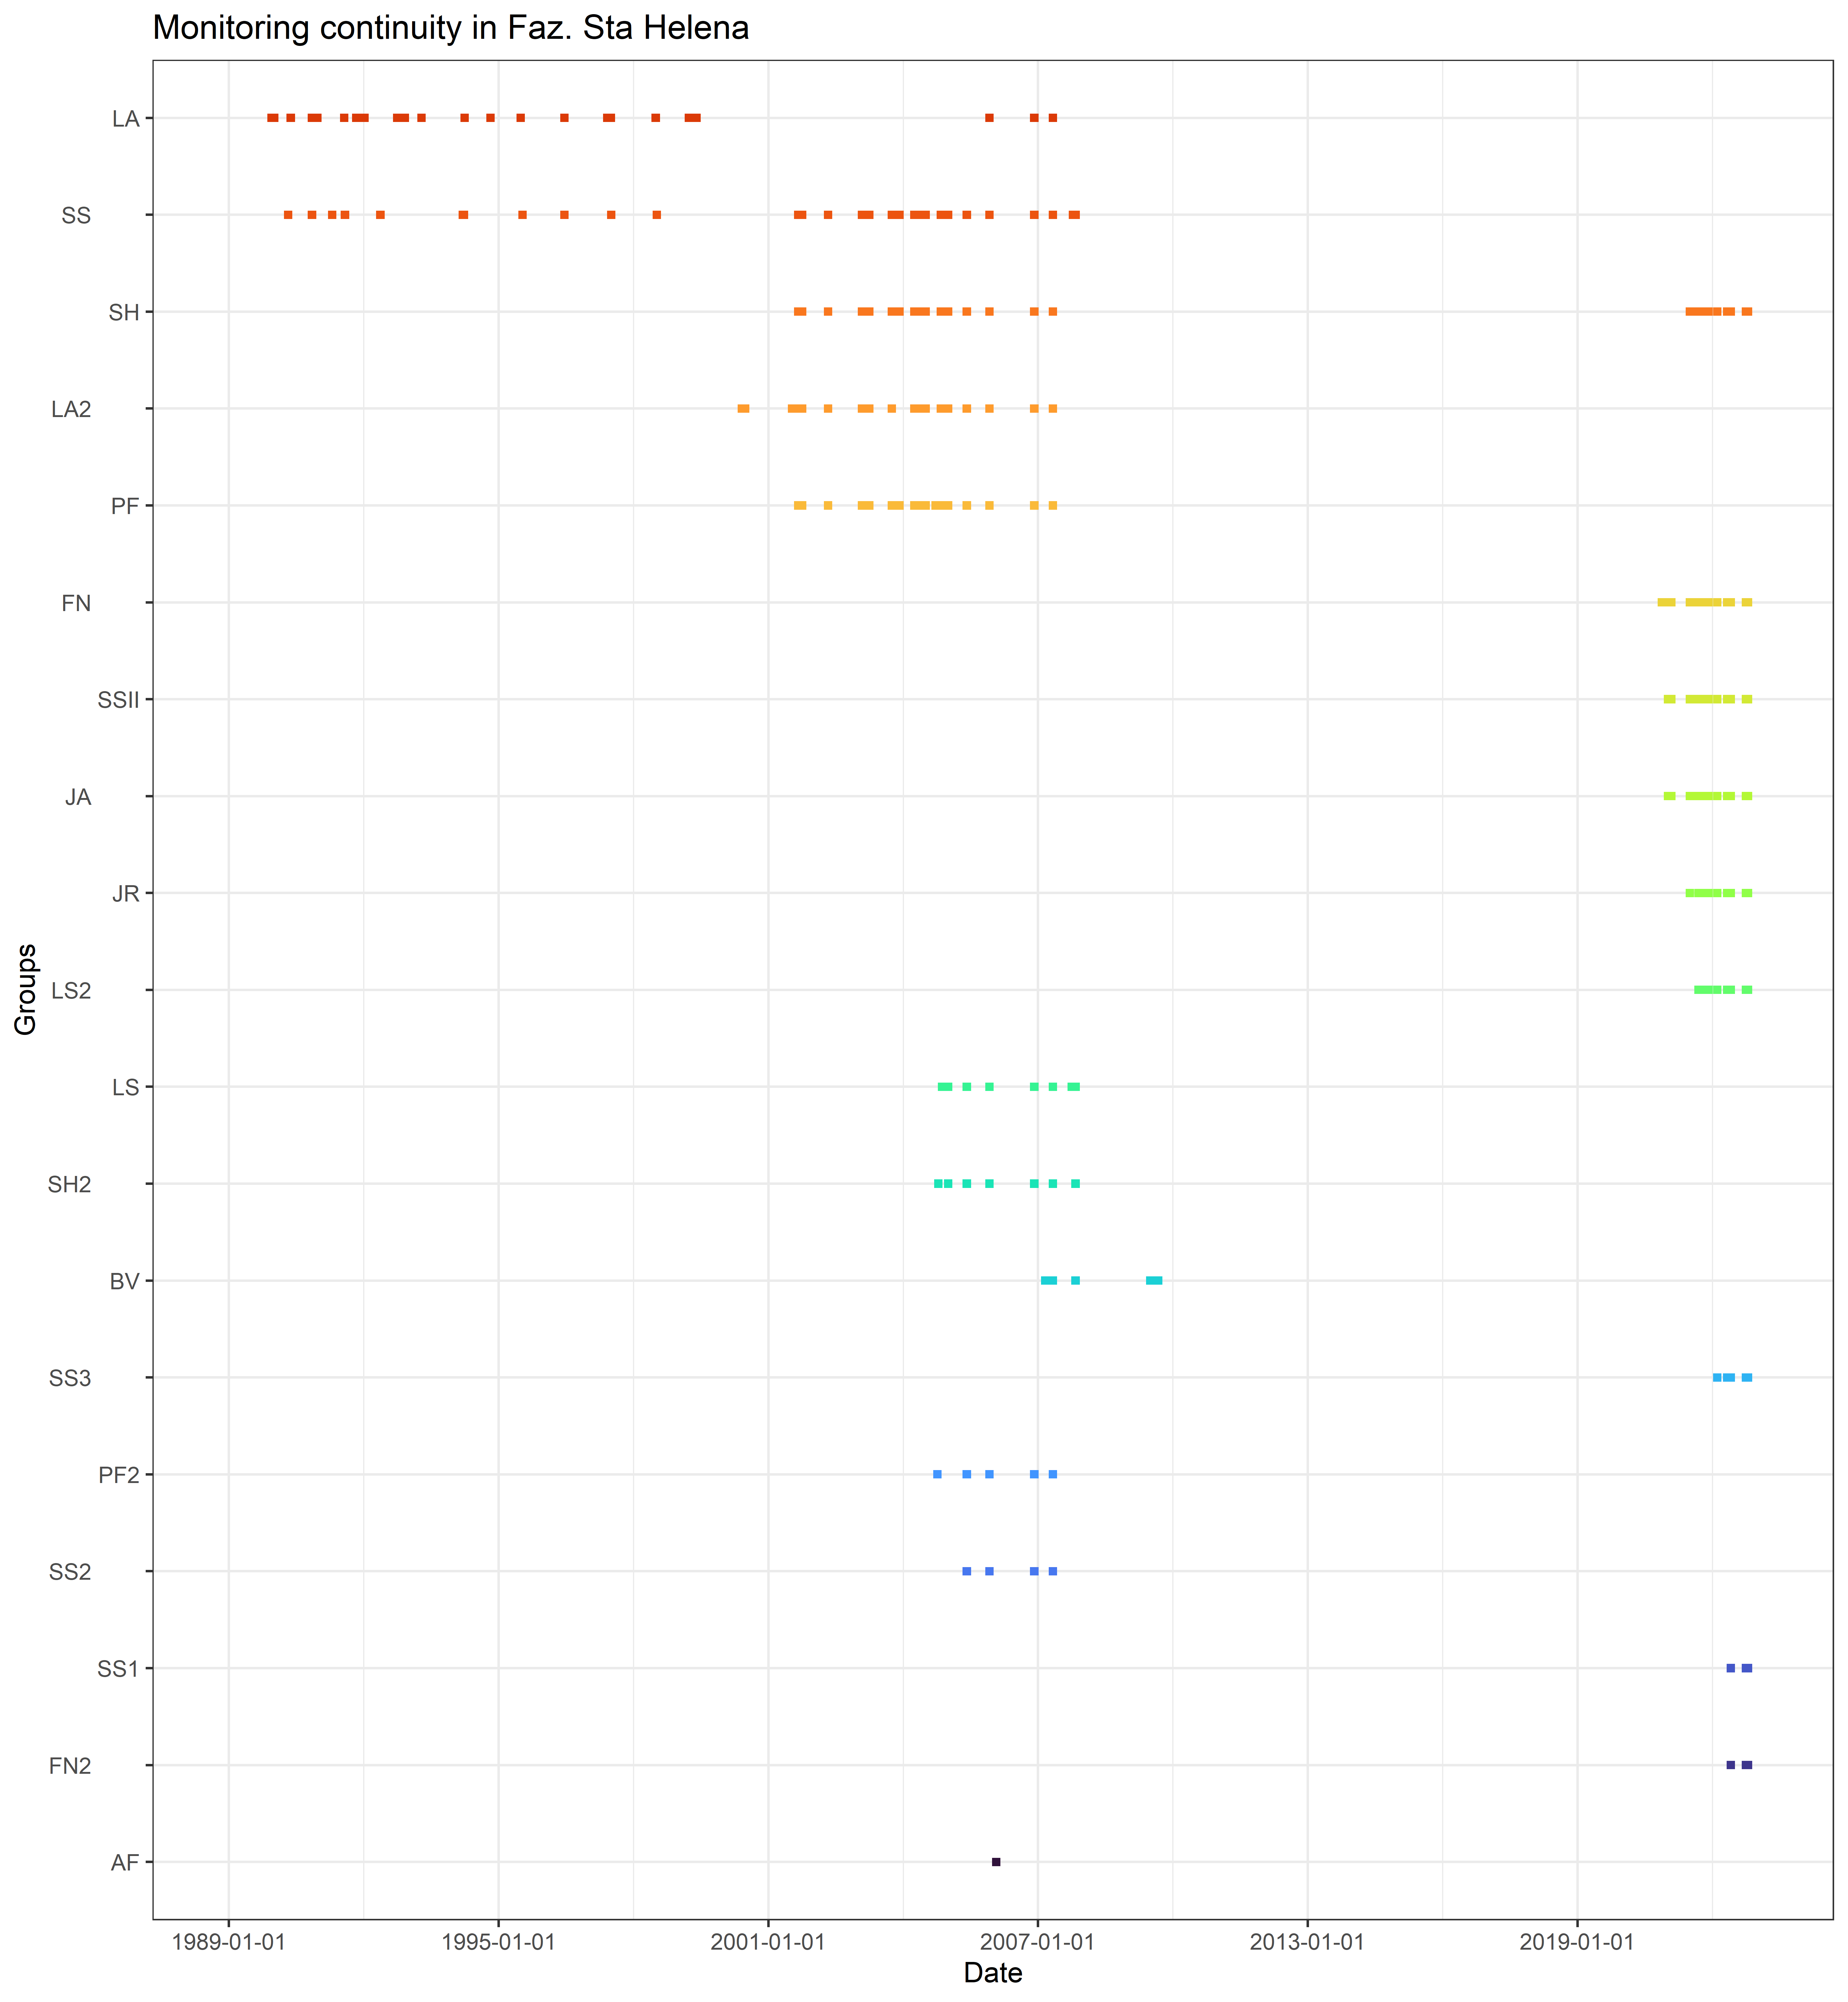 Monitoring continuity in Faz. Sta Helena
LA
SS
SH
LA2
PF
FN
SSII
JA
JR
LS2
LS
SH2
BV
SS3
PF2
SS2
SS1
FN2
AF
Groups
1989-01-01
1995-01-01
2001-01-01
2007-01-01
2013-01-01
2019-01-01
Date